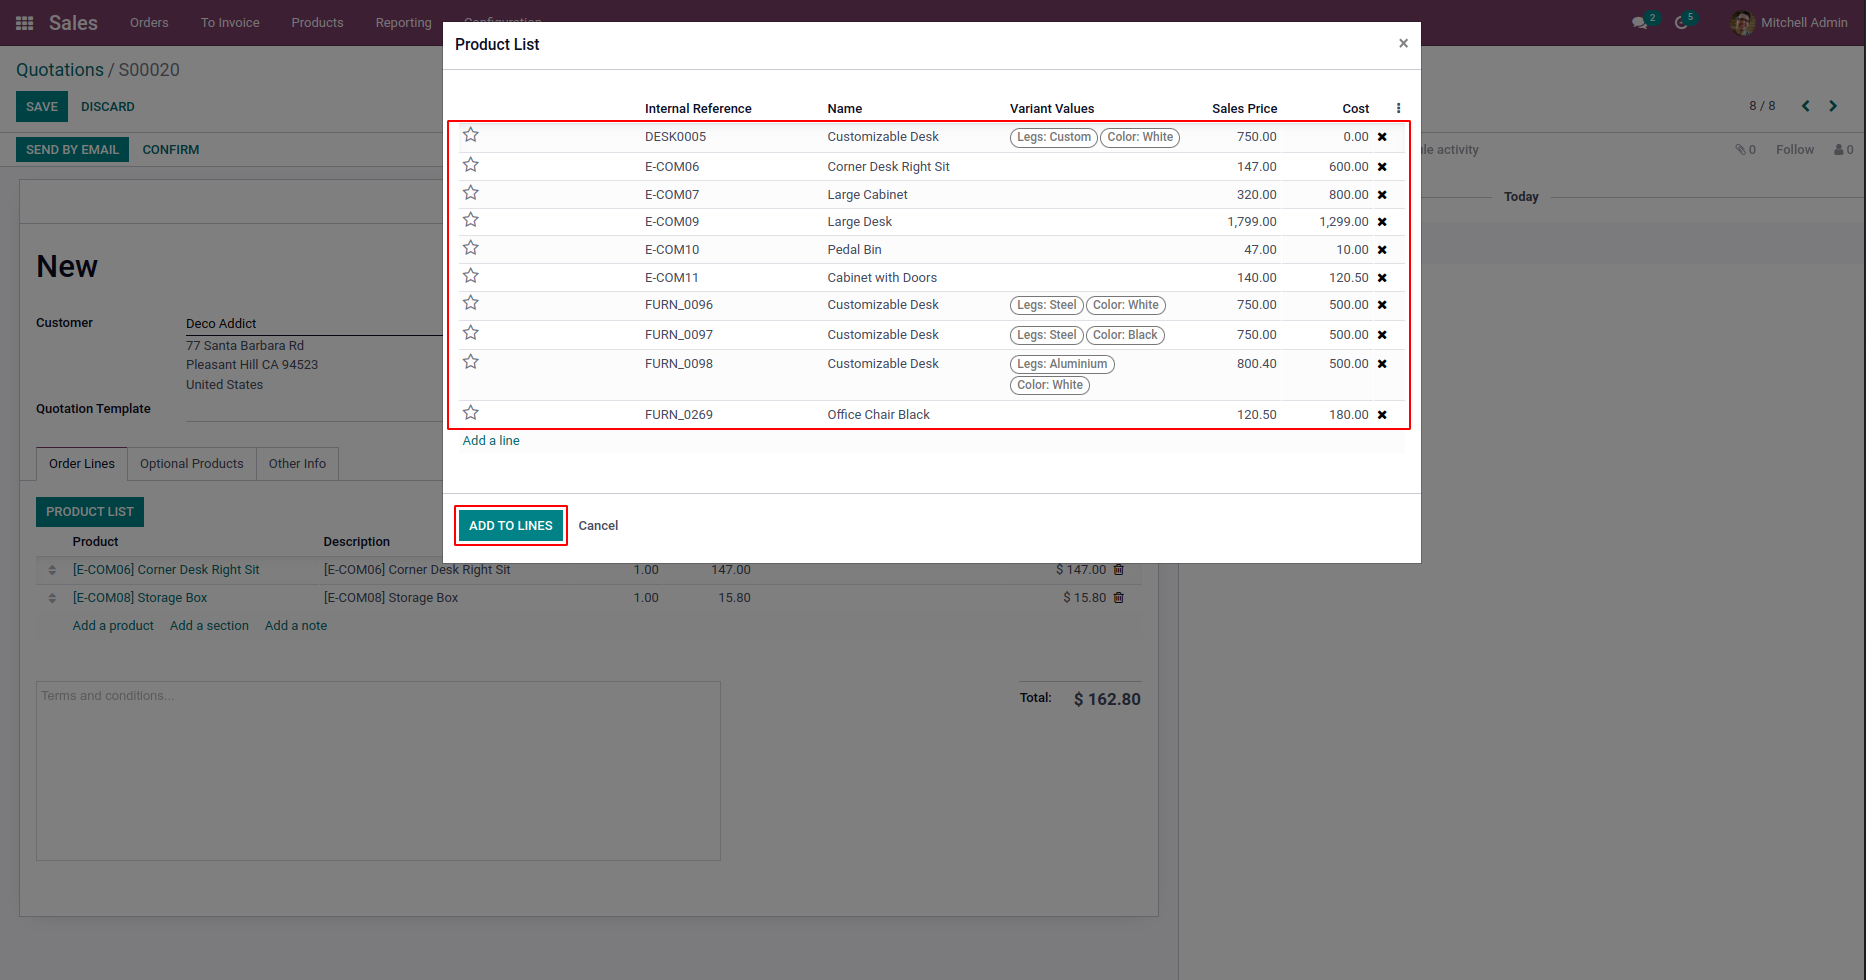 Sales Orders To Invoice Products Reporting Configuration 2 5 Mitchell Admin
Product List ×
Quotations / S00020
SAVE DISCARD 8 / 8
SEND BY EMAIL CONFIRM activity 0 Follow 0
Today
Internal Reference Name Variant Values Sales Price Cost
DESK0005 Customizable Desk Legs: Custom Color: White 750.00 0.00
E-COM06 Corner Desk Right Sit 147.00 600.00
E-COM07 Large Cabinet 320.00 800.00
E-COM09 Large Desk 1,799.00 1,299.00
E-COM10 Pedal Bin 47.00 10.00
E-COM11 Cabinet with Doors 140.00 120.50
FURN_0096 Customizable Desk Legs: Steel Color: White 750.00 500.00
FURN_0097 Customizable Desk Legs: Steel Color: Black 750.00 500.00
FURN_0098 Customizable Desk Legs: Aluminium 800.40 500.00
Color: White
FURN_0269 Office Chair Black 120.50 180.00
Add a line
ADD TO LINES Cancel
New
Customer Deco Addict
77 Santa Barbara Rd
Pleasant Hill CA 94523
United States
Quotation Template
Order Lines Optional Products Other Info
PRODUCT LIST
Product Description
[E-COM06] Corner Desk Right Sit [E-COM06] Corner Desk Right Sit 1.00 147.00 $ 147.00
[E-COM08] Storage Box [E-COM08] Storage Box 1.00 15.80 $ 15.80
Add a product Add a section Add a note
Terms and conditions...
Total: $ 162.80